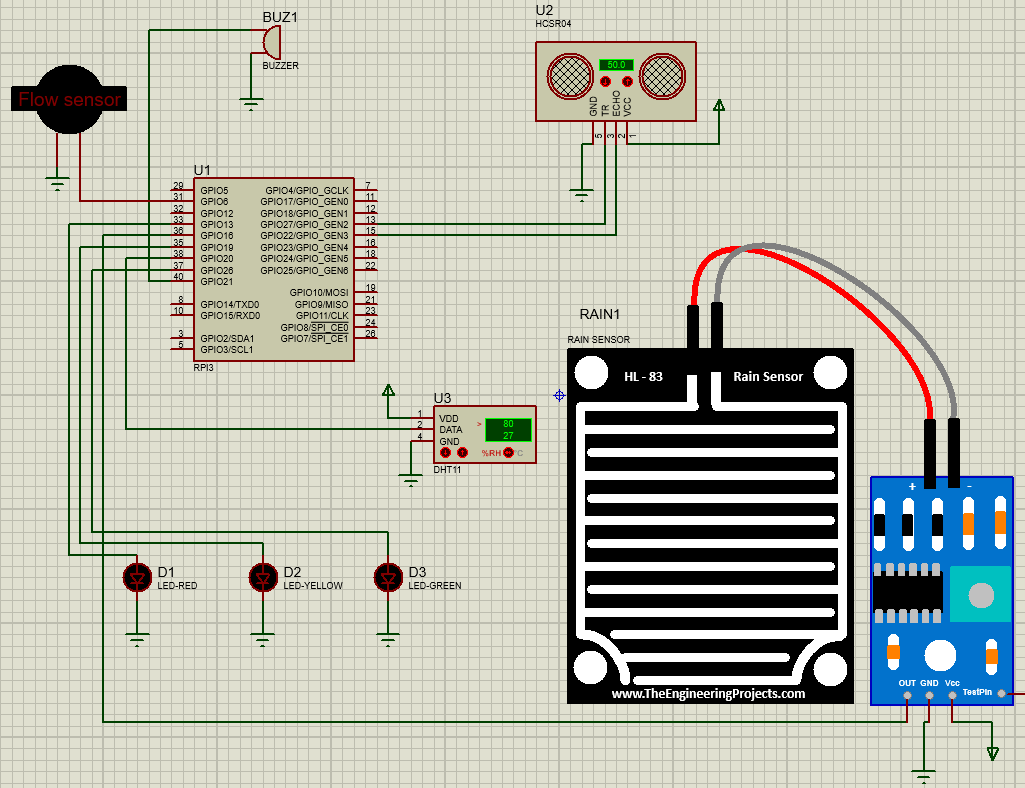 BUZ1
BUZZER
U2
HCSR04
50.0
GND
TR
ECHO
VCC
5
3
2
1
Flow sensor
U1
29 GPIO5 GPIO4/GPIO_GCLK 7
31 GPIO6 GPIO17/GPIO_GEN0 11
32 GPIO12 GPIO18/GPIO_GEN1 12
33 GPIO13 GPIO27/GPIO_GEN2 13
36 GPIO16 GPIO22/GPIO_GEN3 15
35 GPIO19 GPIO23/GPIO_GEN4 16
38 GPIO20 GPIO24/GPIO_GEN5 18
37 GPIO26 GPIO25/GPIO_GEN6 22
40 GPIO21
GPIO10/MOSI 19
8 GPIO14/TXD0 GPIO9/MISO 21
10 GPIO15/RXD0 GPIO11/CLK 23
GPIO8/SPI_CE0 24
3 GPIO2/SDA1 GPIO7/SPI_CE1 26
5 GPIO3/SCL1
RPI3
RAIN1
RAIN SENSOR
HL - 83 Rain Sensor
U3
1 VDD > 80
2 DATA 27
4 GND
%RH °C
DHT11
+ -
D1
LED-RED
D2
LED-YELLOW
D3
LED-GREEN
www.TheEngineeringProjects.com
OUT GND Vcc TestPin